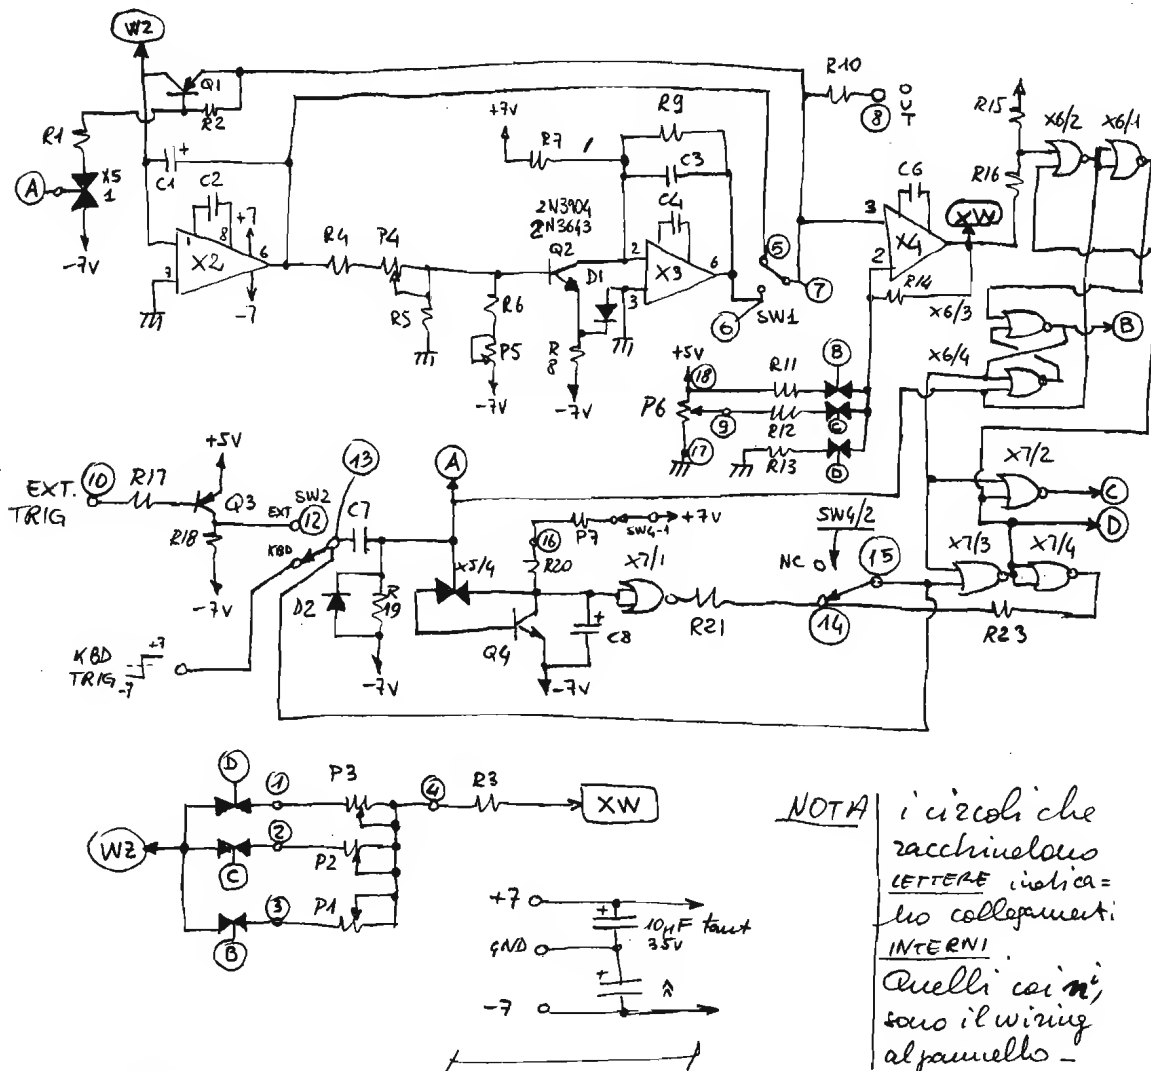 WZ
Q1
R2
R1
A
X5
1
-7V
C1
+
C2
+7
1
8
6
7
X2
-7
R4
P4
R5
R6
P5
-7V
+7V
R7
2N3904
2N3643
Q2
D1
R8
-7V
R9
C3
C4
2
3
6
X3
5
7
6
SW1
R10
8
OUT
3
2
C6
X4
XW
R14
R15
R16
X6/2
X6/1
X6/3
B
X6/4
+5V
18
P6
9
17
R11
R12
R13
B
C
D
X7/2
C
D
X7/3
X7/4
EXT.
TRIG
10
R17
+5V
Q3
R18
-7V
EXT
SW2
12
KBD
13
C7
D2
R19
-7V
KBD
TRIG
+7
-7
A
X5/4
16
R20
P7
SW4-1
+7V
X7/1
Q4
+
C8
-7V
R21
SW4/2
NC
15
14
R23
D
1
P3
4
R3
XW
WZ
C
2
P2
B
3
P1
+7
+
10µF tant
35V
GND
+
"
-7
NOTA
i circoli che
racchiudono
LETTERE indica=
no collegamenti
INTERNI
Quelli coi nⁱ,
sono il wiring
al pannello -